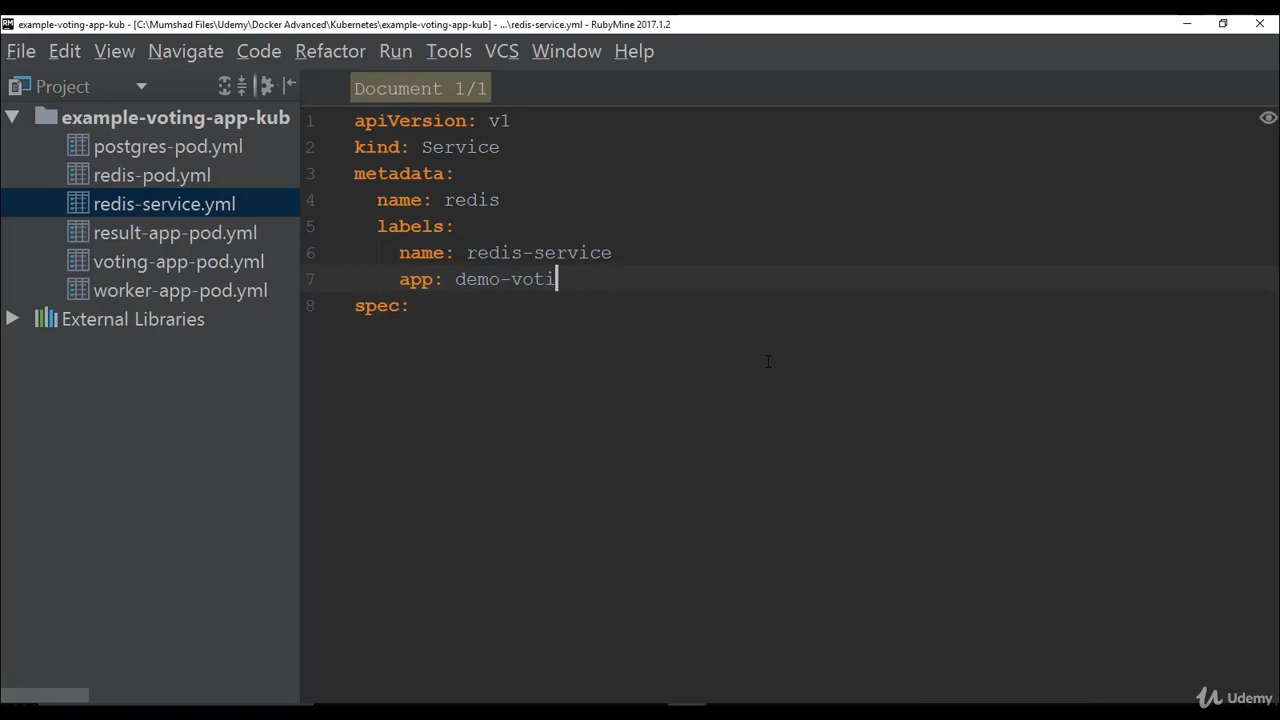 example-voting-app-kub - [C:\Mumshad Files\Udemy\Docker Advanced\Kubernetes\example-voting-app-kub] - ...\redis-service.yml - RubyMine 2017.1.2
File Edit View Navigate Code Refactor Run Tools VCS Window Help
Project
Document 1/1
example-voting-app-kub
postgres-pod.yml
redis-pod.yml
redis-service.yml
result-app-pod.yml
voting-app-pod.yml
worker-app-pod.yml
External Libraries
1 apiVersion: v1
2 kind: Service
3 metadata:
4 name: redis
5 labels:
6 name: redis-service
7 app: demo-voti
8 spec:
Udemy